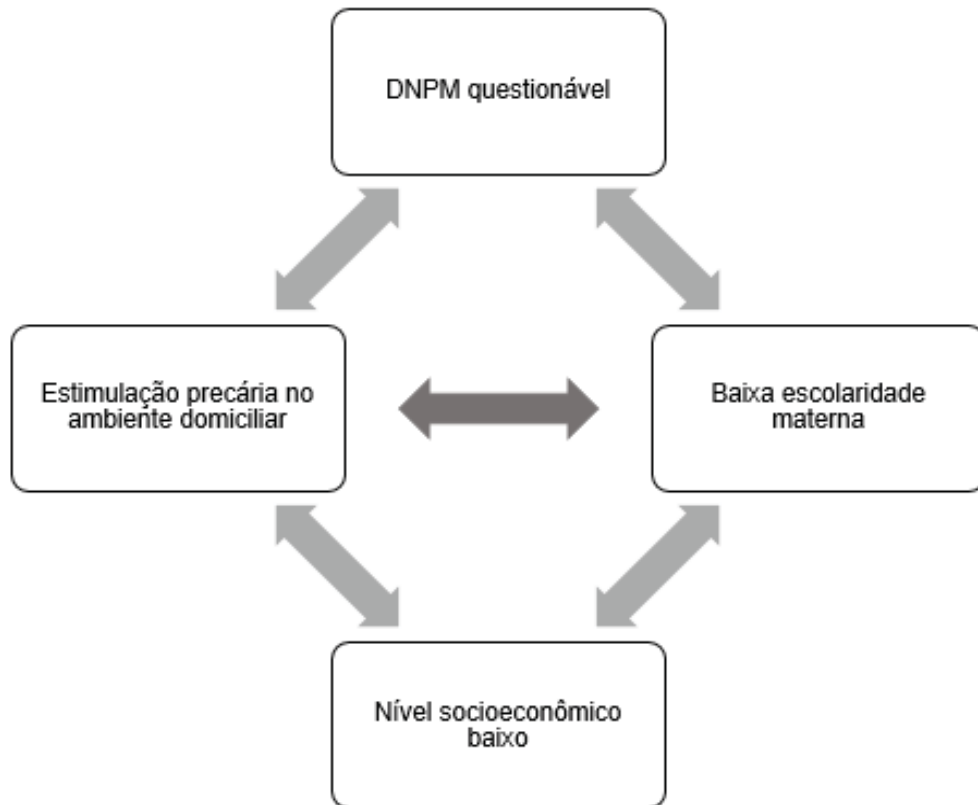 DNPM questionável
Estimulação precária no
ambiente domiciliar
Baixa escolaridade
materna
Nível socioeconômico
baixo